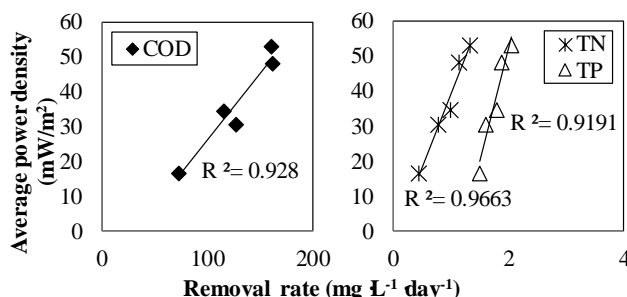 Average power density
(mW/m²)
60
50
40
30
20
10
0
COD
R ²= 0.928
0
100
200
60
50
40
30
20
10
0
TN
TP
R ²= 0.9191
R ²= 0.9663
0
2
4
Removal rate (mg·L⁻¹ day⁻¹)